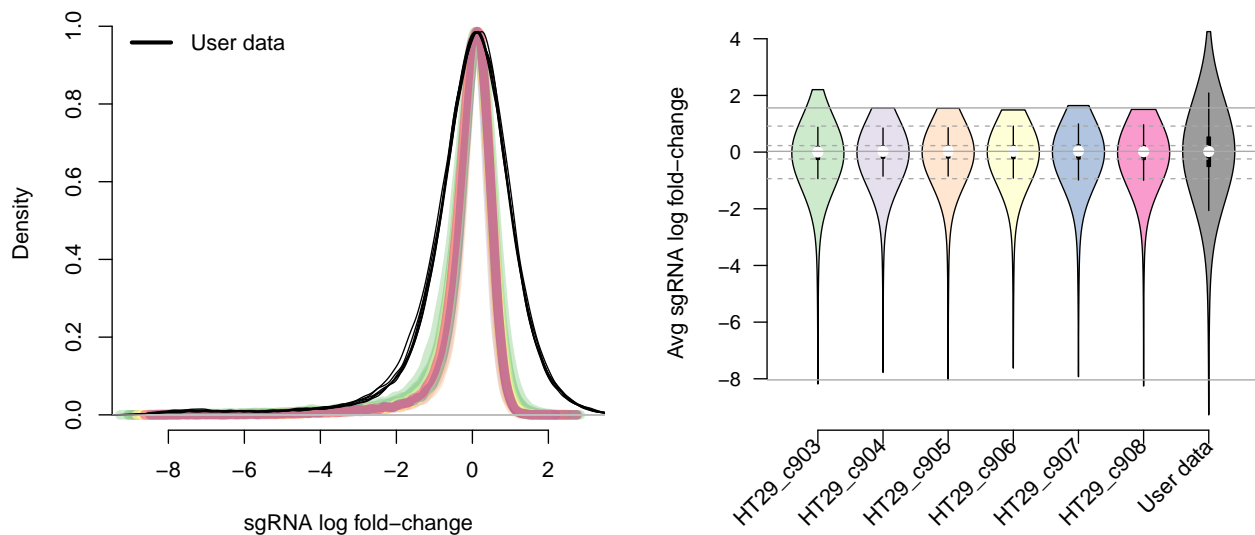 User data
Density
0.0
0.2
0.4
0.6
0.8
1.0
−8
−6
−4
−2
0
2
sgRNA log fold−change
Avg sgRNA log fold−change
4
2
0
−2
−4
−6
−8
HT29_c903
HT29_c904
HT29_c905
HT29_c906
HT29_c907
HT29_c908
User data